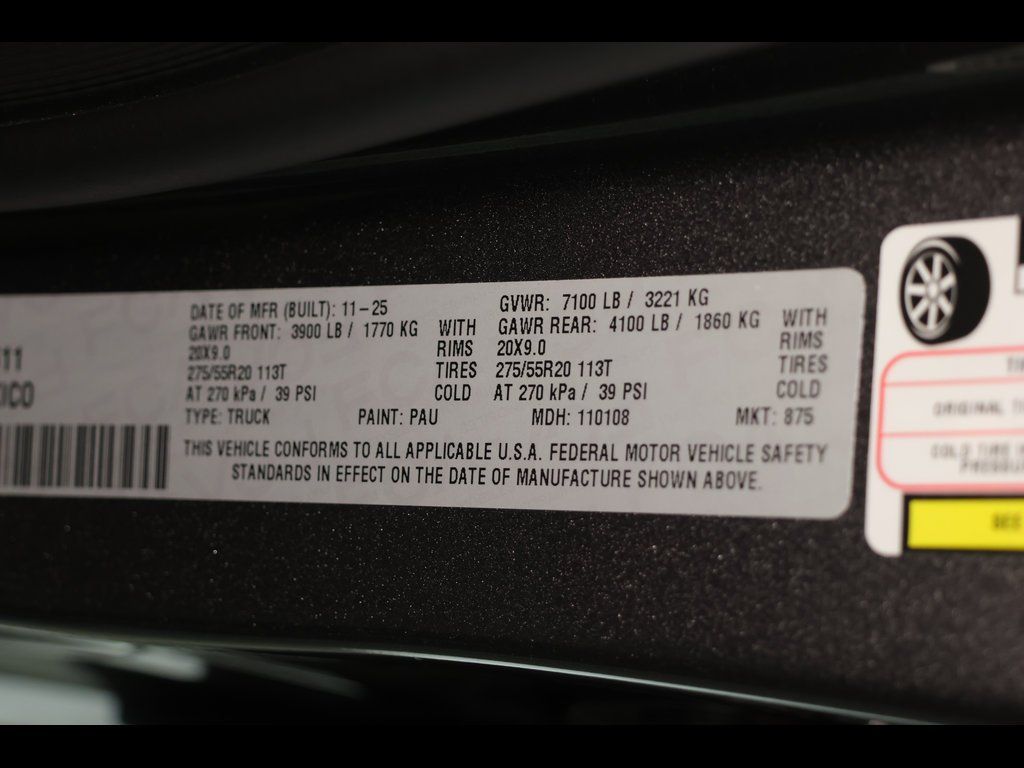 DATE OF MFR (BUILT): 11-25 GVWR: 7100 LB / 3221 KG
GAWR FRONT: 3900 LB / 1770 KG WITH GAWR REAR: 4100 LB / 1860 KG WITH
20X9.0 RIMS 20X9.0 RIMS
275/55R20 113T TIRES 275/55R20 113T TIRES
AT 270 kPa / 39 PSI COLD AT 270 kPa / 39 PSI COLD
TYPE: TRUCK PAINT: PAU MDH: 110108 MKT: 875
THIS VEHICLE CONFORMS TO ALL APPLICABLE U.S.A. FEDERAL MOTOR VEHICLE SAFETY
STANDARDS IN EFFECT ON THE DATE OF MANUFACTURE SHOWN ABOVE.
ORIGINAL
COLD TIRE
SEE